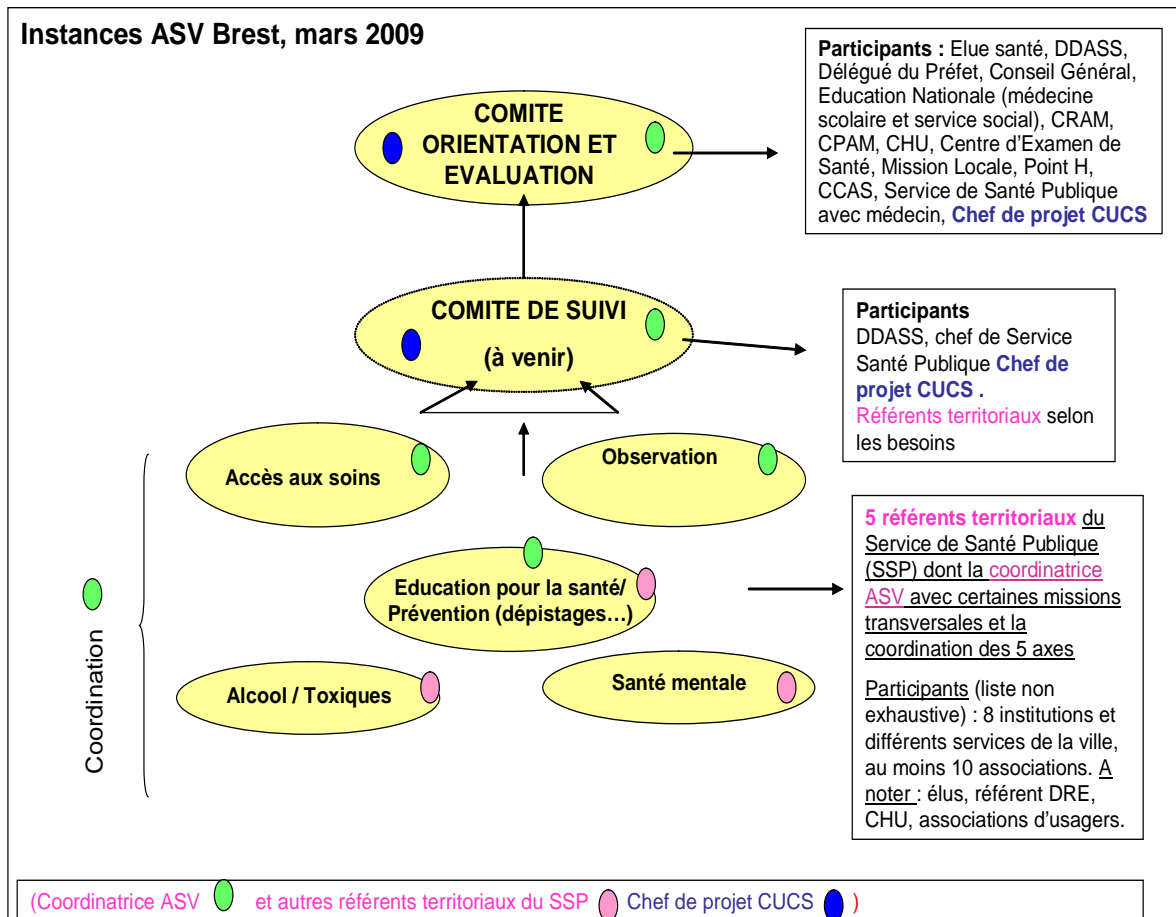 Instances ASV Brest, mars 2009
Participants : Elue santé, DDASS,
Délégué du Préfet, Conseil Général,
Education Nationale (médecine
scolaire et service social), CRAM,
CPAM, CHU, Centre d'Examen de
Santé, Mission Locale, Point H,
CCAS, Service de Santé Publique
avec médecin, Chef de projet CUCS
COMITE
ORIENTATION ET
EVALUATION
COMITE DE SUIVI
(à venir)
Participants
DDASS, chef de Service
Santé Publique Chef de
projet CUCS .
Référents territoriaux selon
les besoins
Accès aux soins
Observation
Education pour la santé/
Prévention (dépistages…)
Alcool / Toxiques
Santé mentale
Coordination
5 référents territoriaux du
Service de Santé Publique
(SSP) dont la coordinatrice
ASV avec certaines missions
transversales et la
coordination des 5 axes
Participants (liste non
exhaustive) : 8 institutions et
différents services de la ville,
au moins 10 associations. A
noter : élus, référent DRE,
CHU, associations d'usagers.
(Coordinatrice ASV et autres référents territoriaux du SSP Chef de projet CUCS )